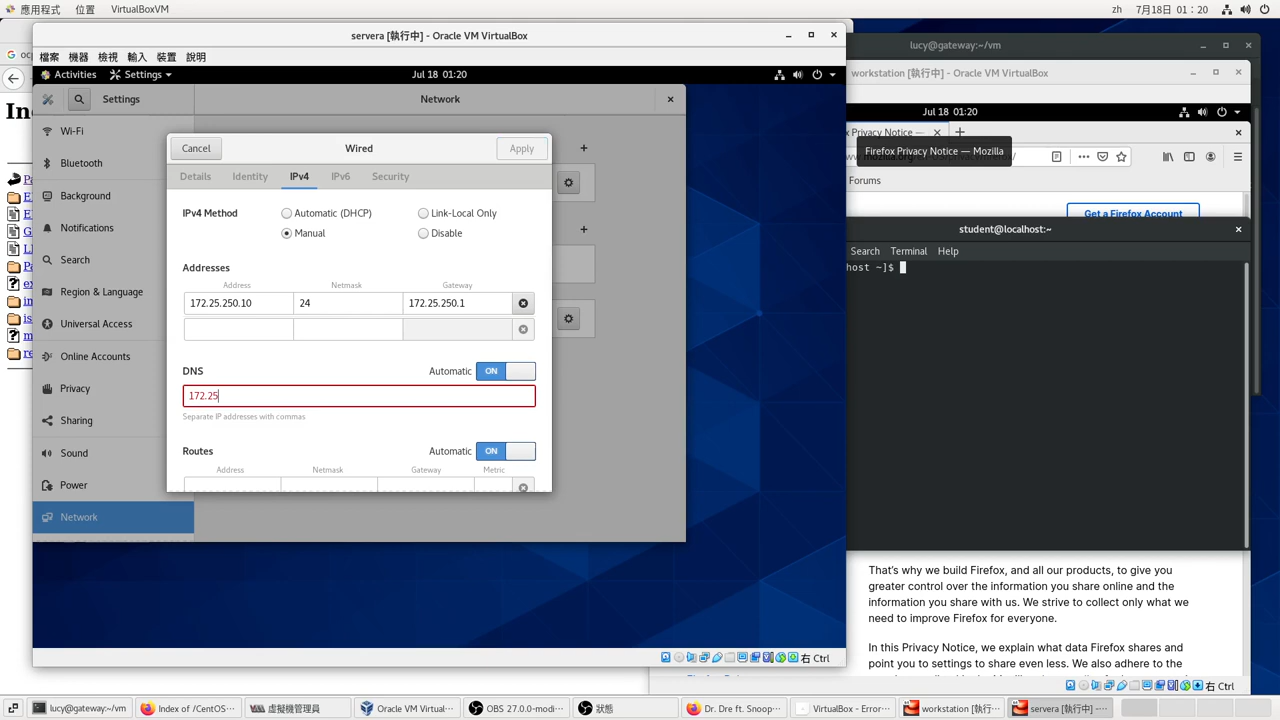 應用程式 位置 VirtualBoxVM zh 7月18日 01：20
servera [執行中] - Oracle VM VirtualBox
檔案 機器 檢視 輸入 裝置 說明
Activities Settings Jul 18 01:20
Settings Network
Wi-Fi
Bluetooth
Background
Notifications
Search
Region & Language
Universal Access
Online Accounts
Privacy
Sharing
Sound
Power
Network
Cancel Wired Apply
Details Identity IPv4 IPv6 Security
IPv4 Method Automatic (DHCP) Link-Local Only
Manual Disable
Addresses
Address Netmask Gateway
172.25.250.10 24 172.25.250.1
DNS Automatic ON
172.25
Separate IP addresses with commas
Routes Automatic ON
Address Netmask Gateway Metric
右 Ctrl
lucy@gateway:~/vm
workstation [執行中] - Oracle VM VirtualBox
Jul 18 01:20
x Privacy Notice —
Firefox Privacy Notice — Mozilla
Forums
Get a Firefox Account
student@localhost:~
Search Terminal Help
host ~]$
That's why we build Firefox, and all our products, to give you
greater control over the information you share online and the
information you share with us. We strive to collect only what we
need to improve Firefox for everyone.
In this Privacy Notice, we explain what data Firefox shares and
point you to settings to share even less. We also adhere to the
右 Ctrl
lucy@gateway:~/vm Index of /CentOS… 虛擬機管理員 Oracle VM Virtual… OBS 27.0.0-modi… 狀態 Dr. Dre ft. Snoop… VirtualBox - Error… workstation [執行… servera [執行中] -…